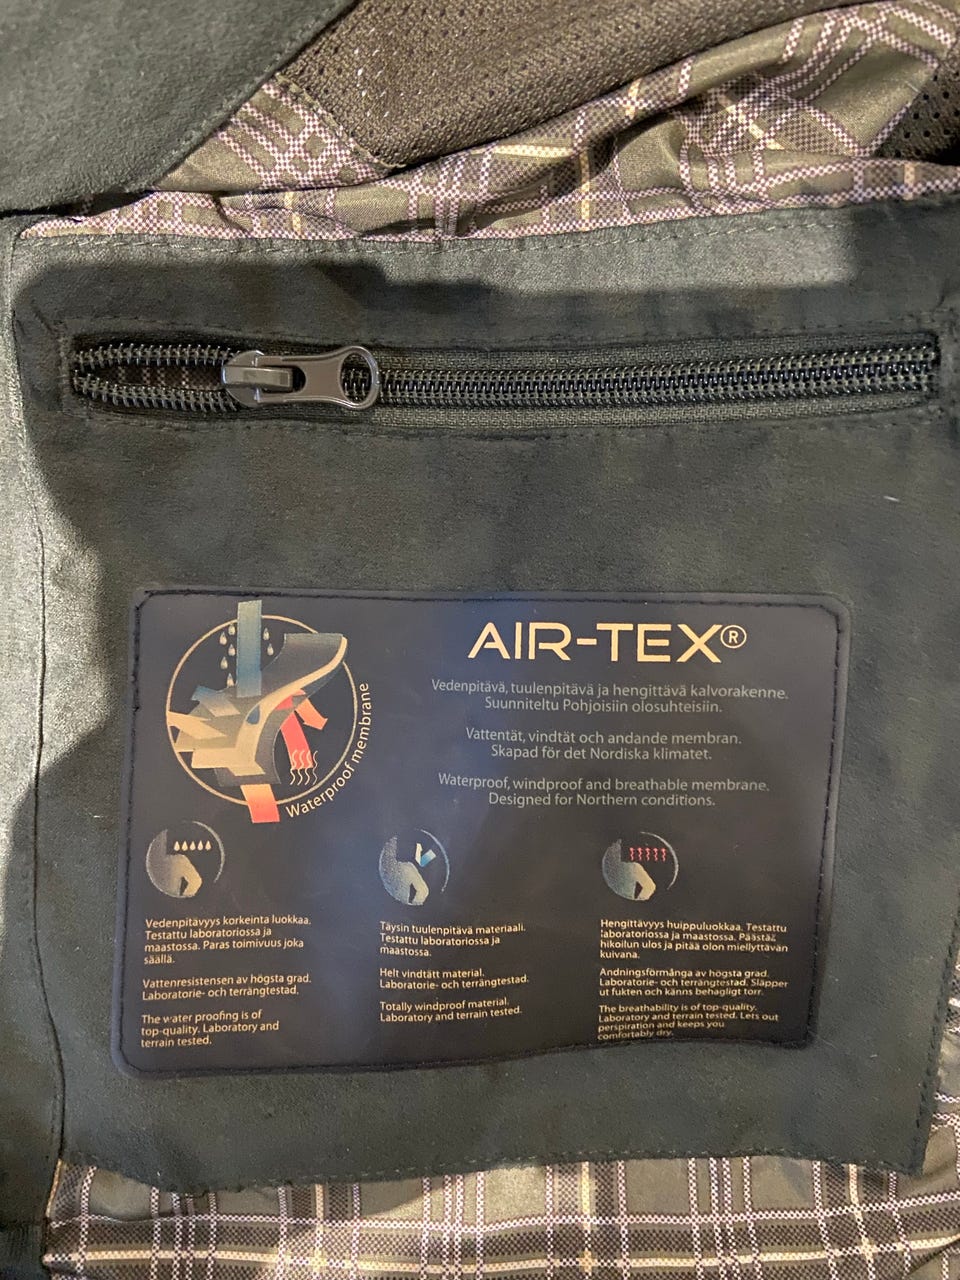 AIR-TEX®
Vedenpitävä, tuulenpitävä ja hengittävä kalvorakenne.
Suunniteltu Pohjoisiin olosuhteisiin.
Vattentät, vindtät och andande membran.
Skapad för det Nordiska klimatet.
Waterproof, windproof and breathable membrane.
Designed for Northern conditions.
Waterproof membrane
Vedenpitävyys korkeinta luokkaa.
Testattu laboratoriossa ja
maastossa. Paras toimivuus joka
säällä.
Vattenresistensen av högsta grad.
Laboratorie- och terrängtestad.
The water proofing is of
top-quality. Laboratory and
terrain tested.
Täysin tuulenpitävä materiaali.
Testattu laboratoriossa ja
maastossa.
Helt vindtätt material.
Laboratorie- och terrängtestad.
Totally windproof material.
Laboratory and terrain tested.
Hengittävyys huippuluokkaa. Testattu
laboratoriossa ja maastossa. Päästää
hikoilun ulos ja pitää olon miellyttävän
kuivana.
Andningsförmånga av högsta grad.
Laboratorie- och terrängtestad. Släpper
ut fukten och känns behagligt torr.
The breathability is of top-quality.
Laboratory and terrain tested. Lets out
perspiration and keeps you
comfortably dry.